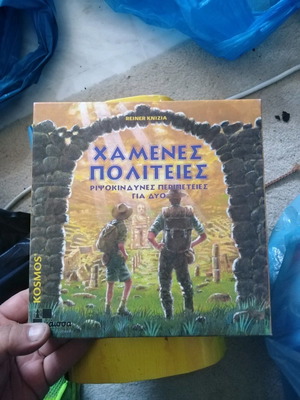 REINER KNIZIA
ΧΑΜΕΝΕΣ
ΠΟΛΙΤΕΙΕΣ
ΡΙΨΟΚΙΝΔΥΝΕΣ ΠΕΡΙΠΕΤΕΙΕΣ
ΓΙΑ ΔΥΟ
KOSMOS